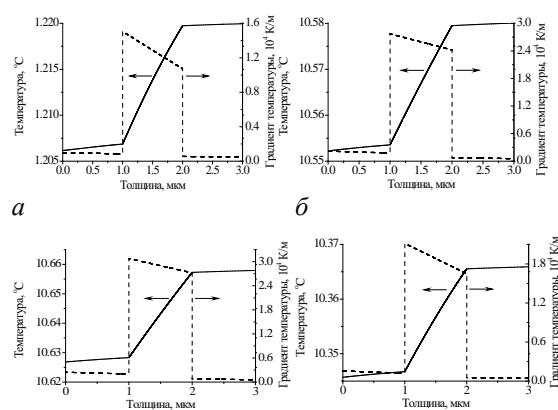 1.220
1.215
1.210
1.205
Температура, °C
1.6
1.2
0.8
0.4
0.0
Градиент температуры, 10⁴ К/м
0.0 0.5 1.0 1.5 2.0 2.5 3.0
Толщина, мкм
10.58
10.57
10.56
10.55
Температура, °C
3.0
2.4
1.8
1.2
0.6
0.0
Градиент температуры, 10⁴ К/м
0.0 0.5 1.0 1.5 2.0 2.5 3.0
Толщина, мкм
а
б
10.66
10.65
10.64
10.63
10.62
Температура, °C
3.0
2.4
1.8
1.2
0.6
0.0
Градиент температуры, 10⁴ К/м
0 1 2 3
Толщина, мкм
10.37
10.36
10.35
Температура, °C
1.8
1.2
0.6
0.0
Градиент температуры, 10⁴ К/м
0 1 2 3
Толщина, мкм